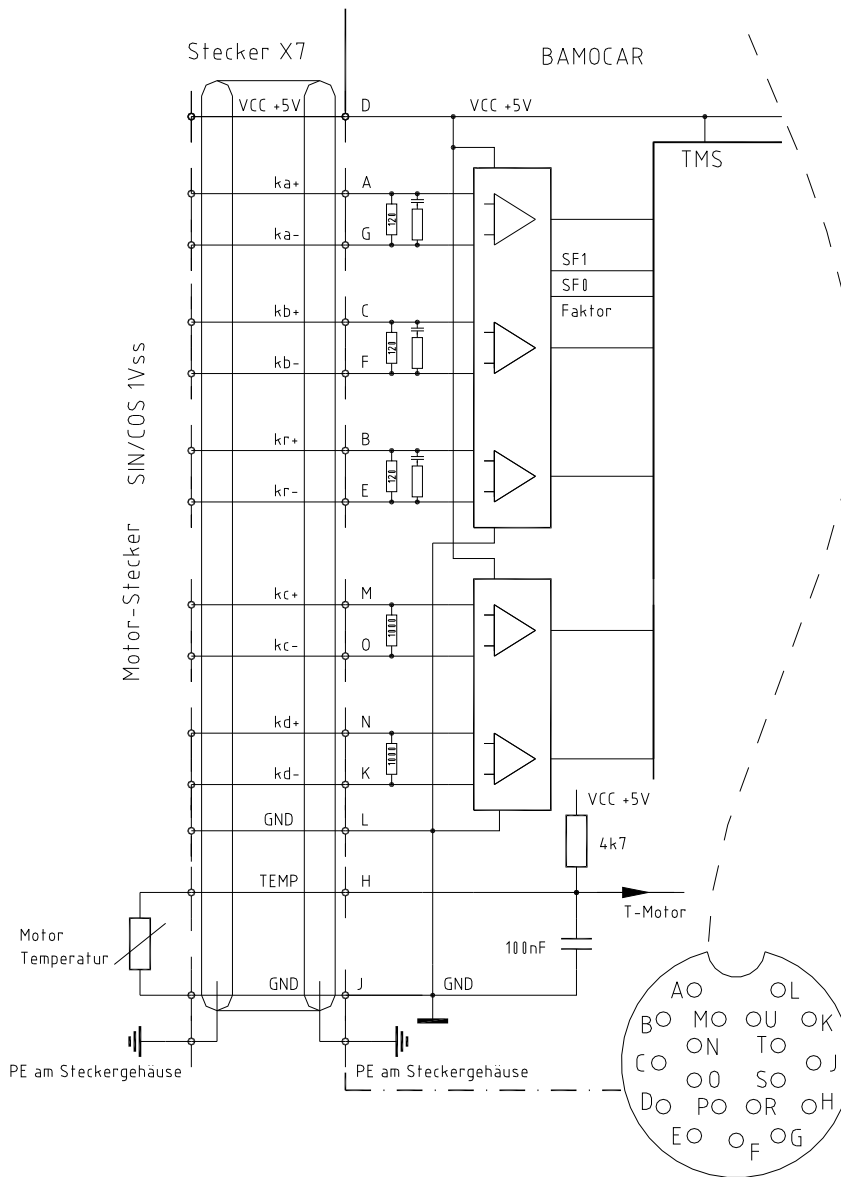 Stecker X7
BAMOCAR
VCC +5V
D
VCC +5V
TMS
ka+
A
120
ka-
G
SF1
SF0
Faktor
kb+
C
120
kb-
F
kr+
B
120
kr-
E
Motor-Stecker SIN/COS 1Vss
kc+
M
1000
kc-
O
kd+
N
1000
kd-
K
VCC +5V
GND
L
4k7
TEMP
H
T-Motor
Motor
Temperatur
100nF
GND
J
GND
PE am Steckergehäuse
PE am Steckergehäuse
A
L
B
M
U
K
N
T
C
J
O
S
D
P
R
H
E
F
G